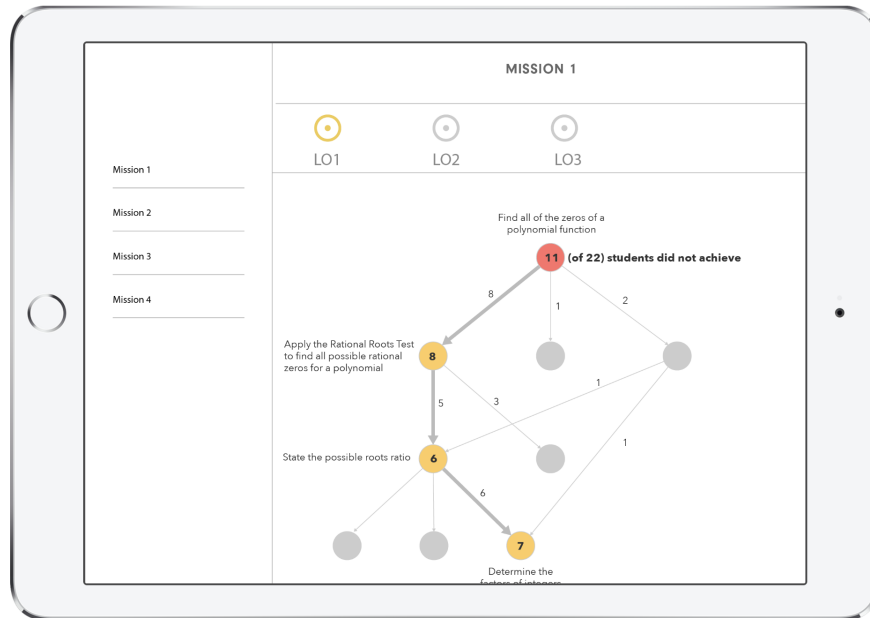 MISSION 1
LO1
LO2
LO3
Mission 1
Mission 2
Mission 3
Mission 4
Find all of the zeros of a
polynomial function
11 (of 22) students did not achieve
8
1
2
Apply the Rational Roots Test
to find all possible rational
zeros for a polynomial
8
1
5
3
1
State the possible roots ratio
6
6
7
Determine the
factors of integers